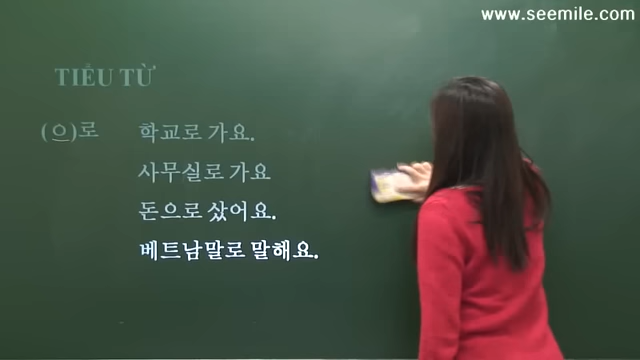 www.seemile.com
TIỂU TỪ
(으)로
학교로 가요.
사무실로 가요
돈으로 샀어요.
베트남말로 말해요.